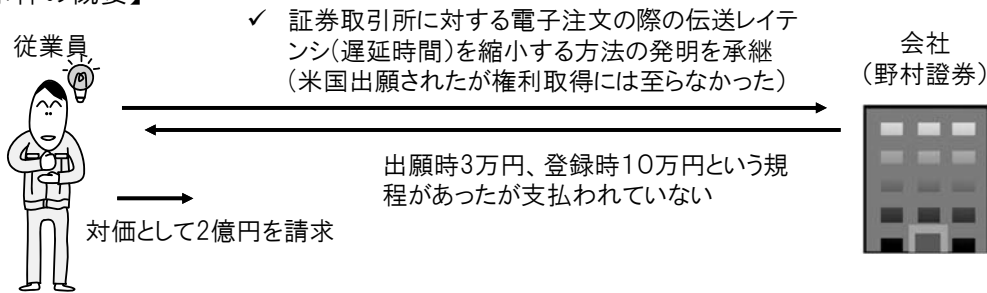 ✓ 証券取引所に対する電子注文の際の伝送レイテ
ンシ(遅延時間)を縮小する方法の発明を承継
(米国出願されたが権利取得には至らなかった)
従業員
会社
(野村證券)
出願時3万円、登録時10万円という規
程があったが支払われていない
対価として2億円を請求